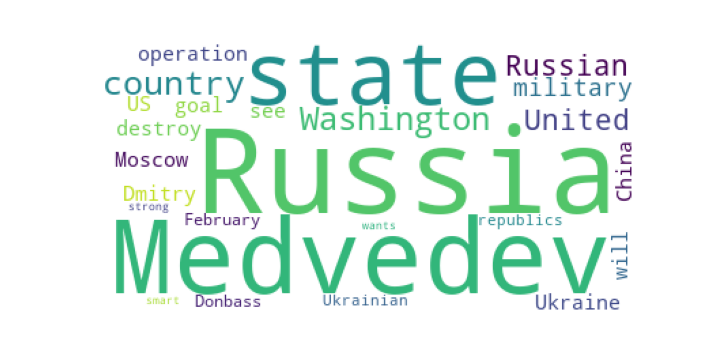 operation
state
Russian
country
military
US
goal
see
Washington
United
destroy
Russia
Moscow
China
Dmitry
strong
February
Medvedev
wants
republics
will
smart
Donbass
Ukrainian
Ukraine